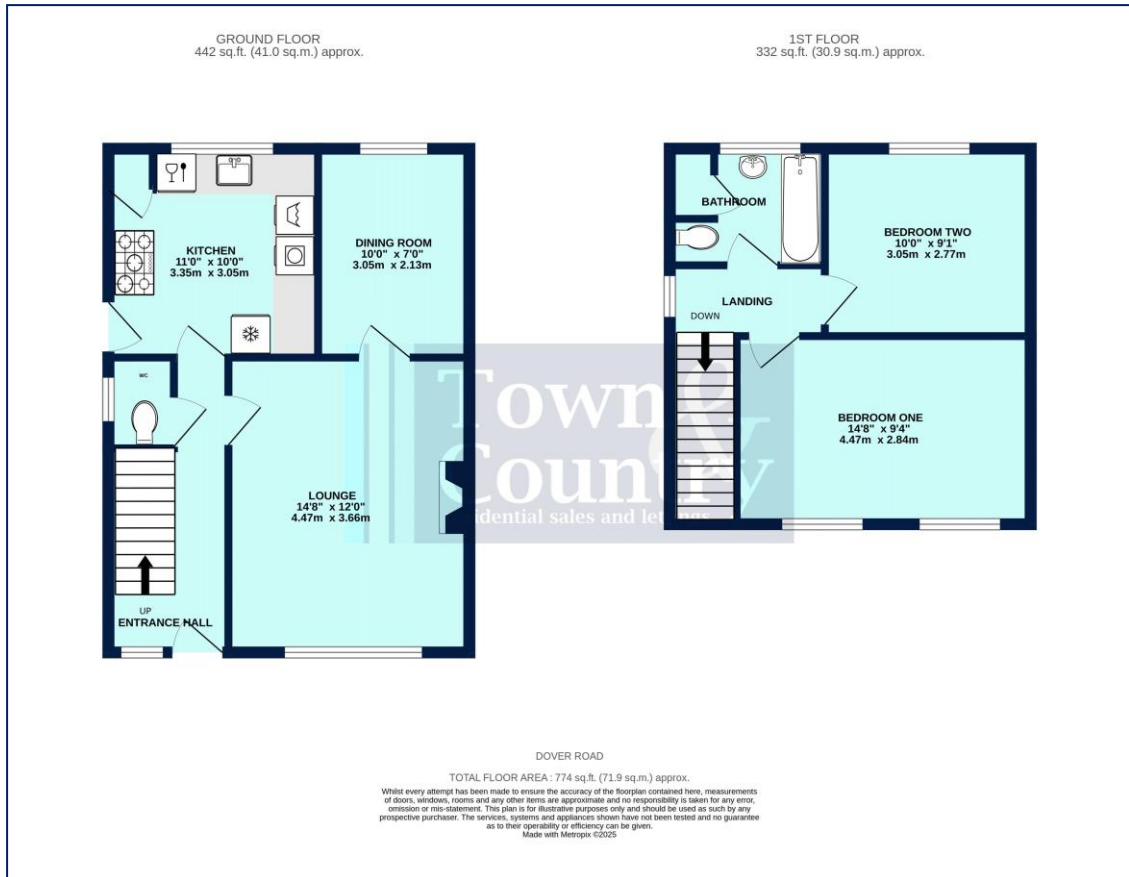 GROUND FLOOR
442 sq.ft. (41.0 sq.m.) approx.
1ST FLOOR
332 sq.ft. (30.9 sq.m.) approx.
KITCHEN
11'0" x 10'0"
3.35m x 3.05m
DINING ROOM
10'0" x 7'0"
3.05m x 2.13m
WC
LOUNGE
14'8" x 12'0"
4.47m x 3.66m
UP
ENTRANCE HALL
BATHROOM
BEDROOM TWO
10'0" x 9'1"
3.05m x 2.77m
LANDING
DOWN
BEDROOM ONE
14'8" x 9'4"
4.47m x 2.84m
Town &
Country
idential sales and lettings
DOVER ROAD
TOTAL FLOOR AREA : 774 sq.ft. (71.9 sq.m.) approx.
Whilst every attempt has been made to ensure the accuracy of the floorplan contained here, measurements
of doors, windows, rooms and any other items are approximate and no responsibility is taken for any error,
omission or mis-statement. This plan is for illustrative purposes only and should be used as such by any
prospective purchaser. The services, systems and appliances shown have not been tested and no guarantee
as to their operability or efficiency can be given.
Made with Metropix ©2025